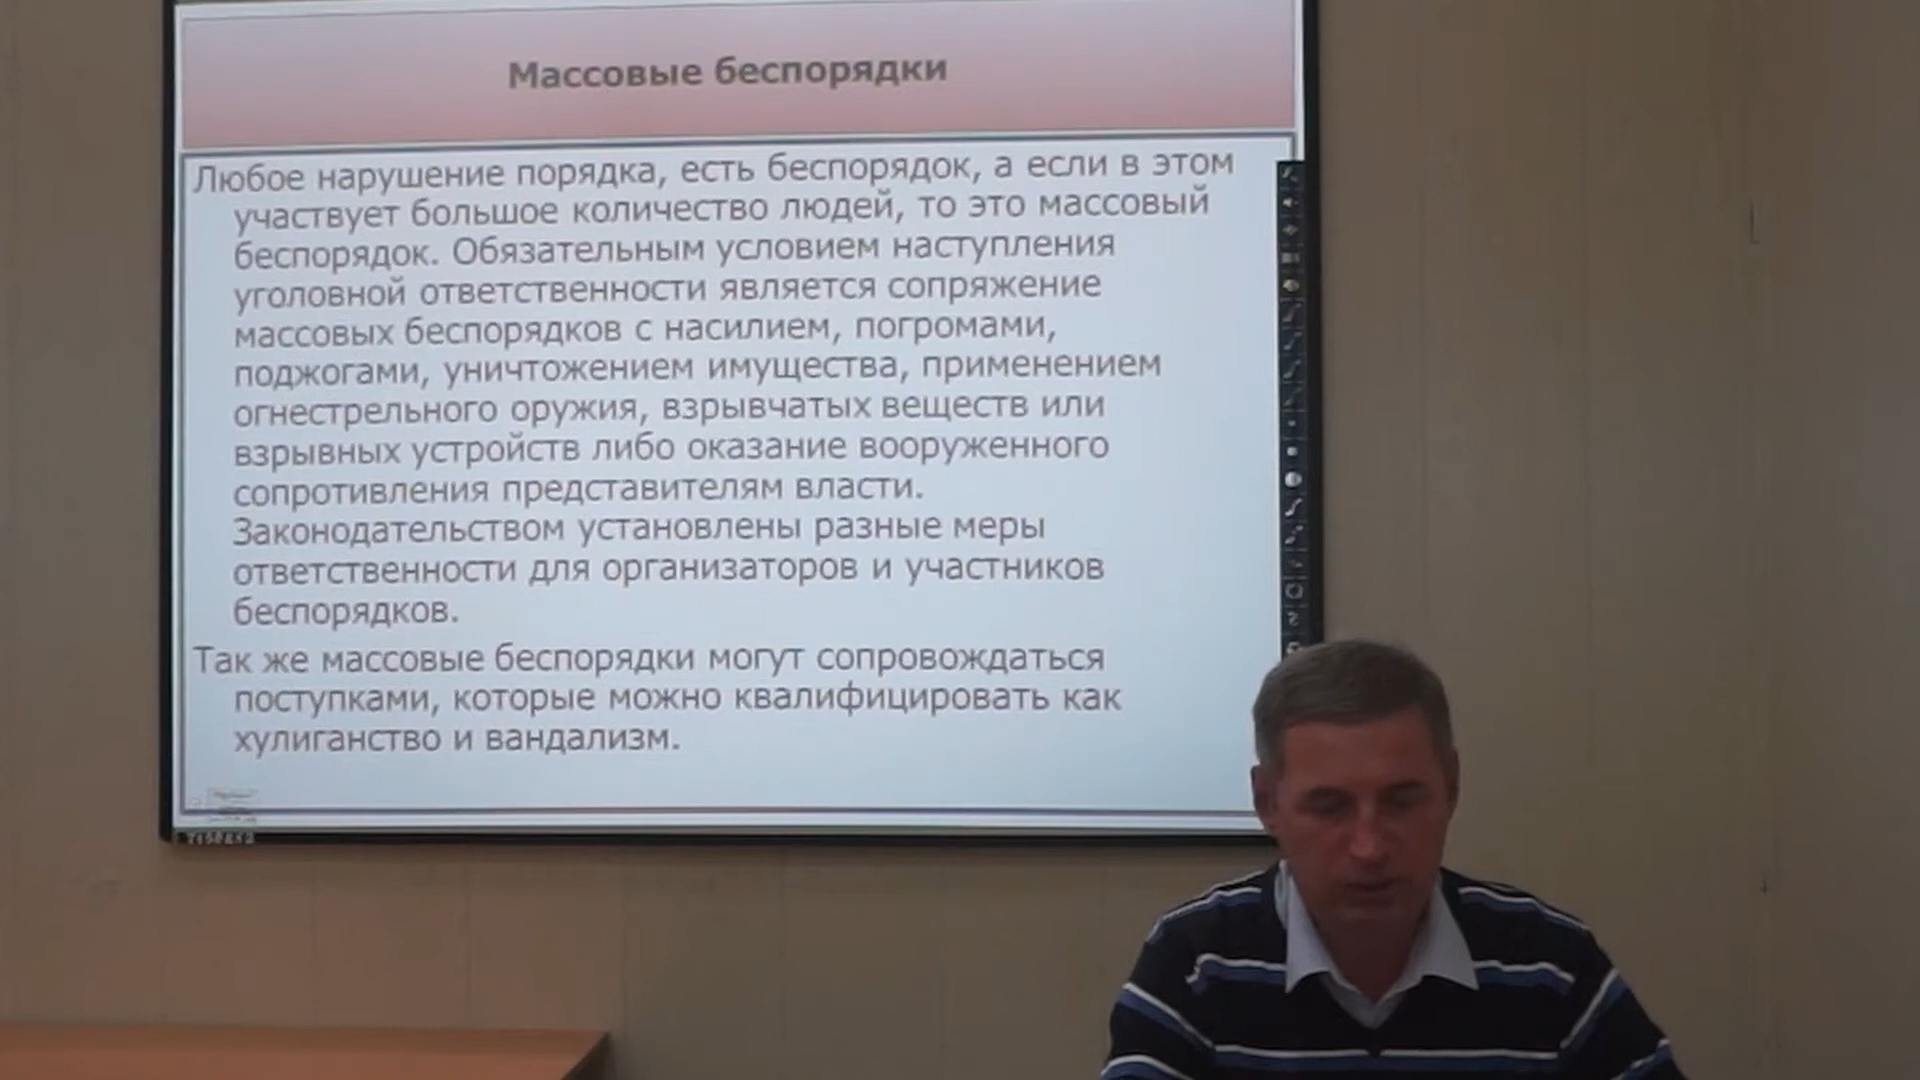 Массовые беспорядки
Любое нарушение порядка, есть беспорядок, а если в этом
участвует большое количество людей, то это массовый
беспорядок. Обязательным условием наступления
уголовной ответственности является сопряжение
массовых беспорядков с насилием, погромами,
поджогами, уничтожением имущества, применением
огнестрельного оружия, взрывчатых веществ или
взрывных устройств либо оказание вооруженного
сопротивления представителям власти.
Законодательством установлены разные меры
ответственности для организаторов и участников
беспорядков.
Так же массовые беспорядки могут сопровождаться
поступками, которые можно квалифицировать как
хулиганство и вандализм.